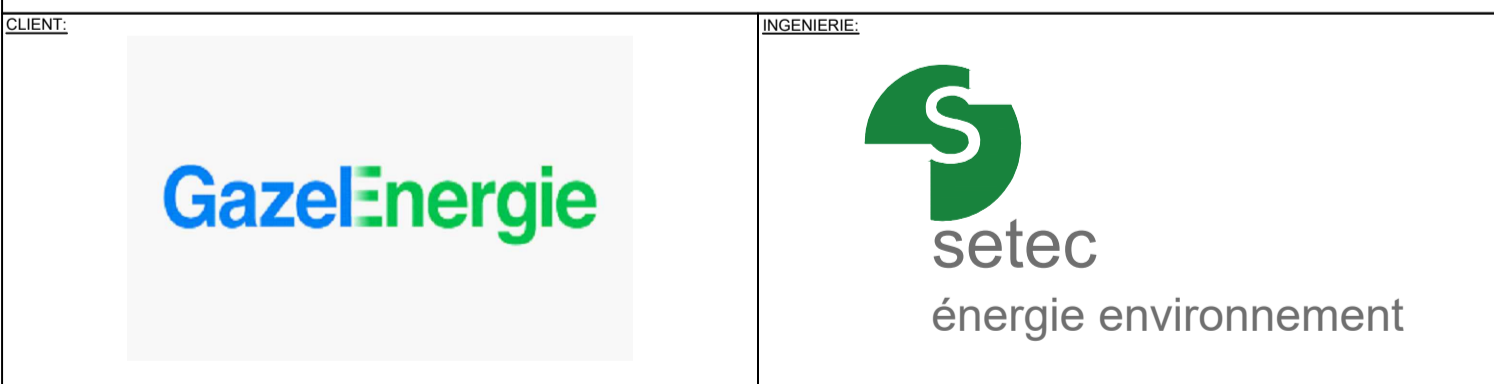 CLIENT:
GazelEnergie
INGENIERIE:
S
setec
énergie environnement